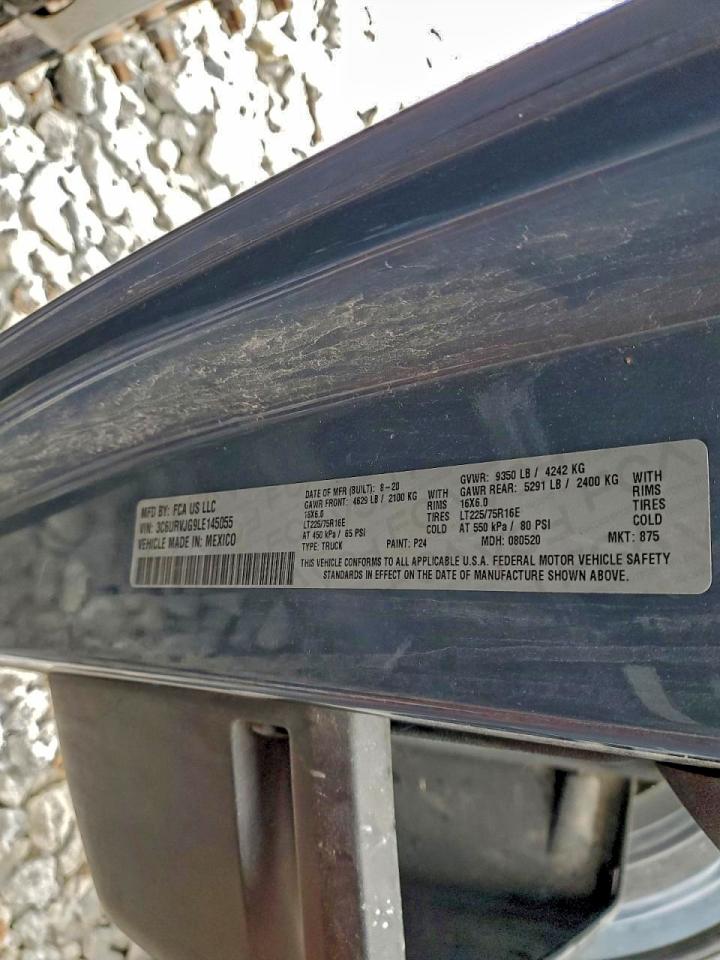 MFD BY: FCA US LLC
VIN: 3C6URVJG9LE145055
VEHICLE MADE IN: MEXICO
DATE OF MFR (BUILT): 8-20
GAWR FRONT: 4629 LB / 2100 KG WITH
16X6.0 RIMS
LT225/75R16E TIRES
AT 450 kPa / 65 PSI COLD
TYPE: TRUCK PAINT: P24
GVWR: 9350 LB / 4242 KG
GAWR REAR: 5291 LB / 2400 KG WITH
16X6.0 RIMS
LT225/75R16E TIRES
AT 550 kPa / 80 PSI COLD
MDH: 080520 MKT: 875
THIS VEHICLE CONFORMS TO ALL APPLICABLE U.S.A. FEDERAL MOTOR VEHICLE SAFETY
STANDARDS IN EFFECT ON THE DATE OF MANUFACTURE SHOWN ABOVE.